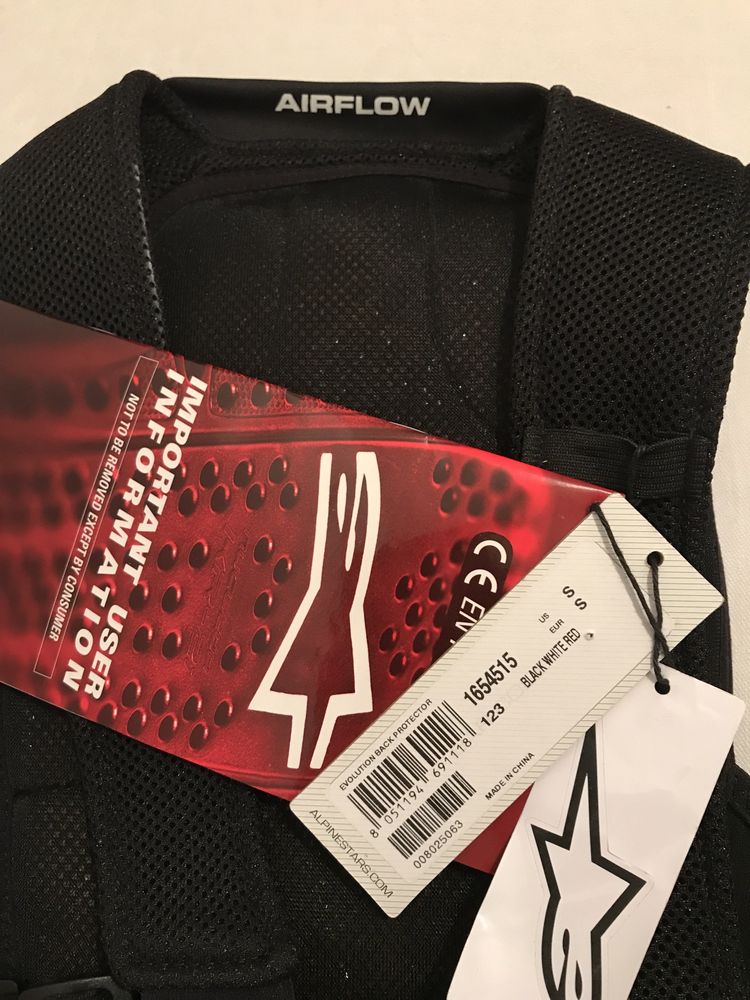 AIRFLOW
IMPORTANT USER
INFORMATION
NOT TO BE REMOVED EXCEPT BY CONSUMER
CE EN
US S
EUR S
1654515
123 BLACK WHITE RED
EVOLUTION BACK PROTECTOR
8 051194 691118
MADE IN CHINA
008025063
ALPINESTARS.COM